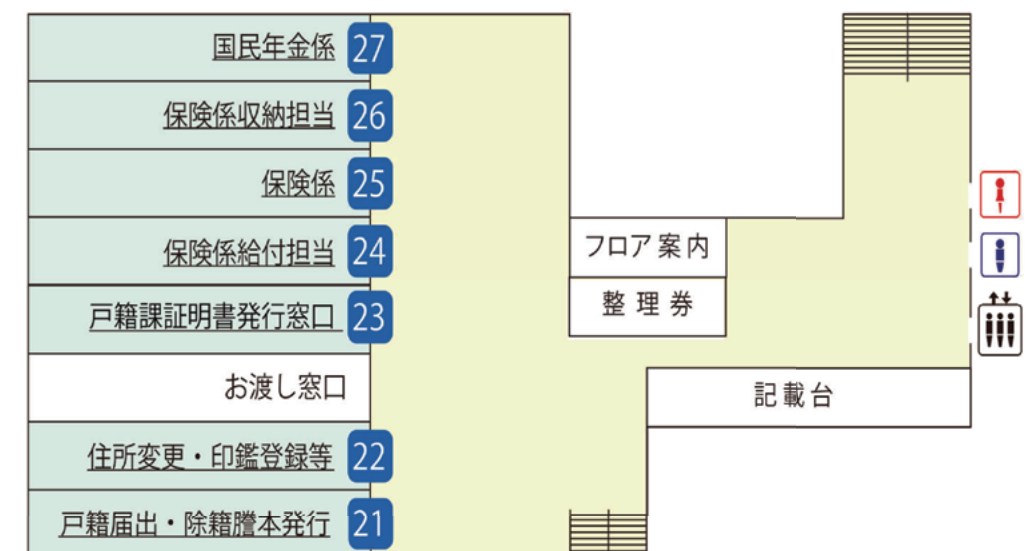 国民年金係 27
保険係収納担当 26
保険係 25
保険係給付担当 24
フロア案内
整理券
戸籍課証明書発行窓口 23
お渡し窓口
記載台
住所変更・印鑑登録等 22
戸籍届出・除籍謄本発行 21